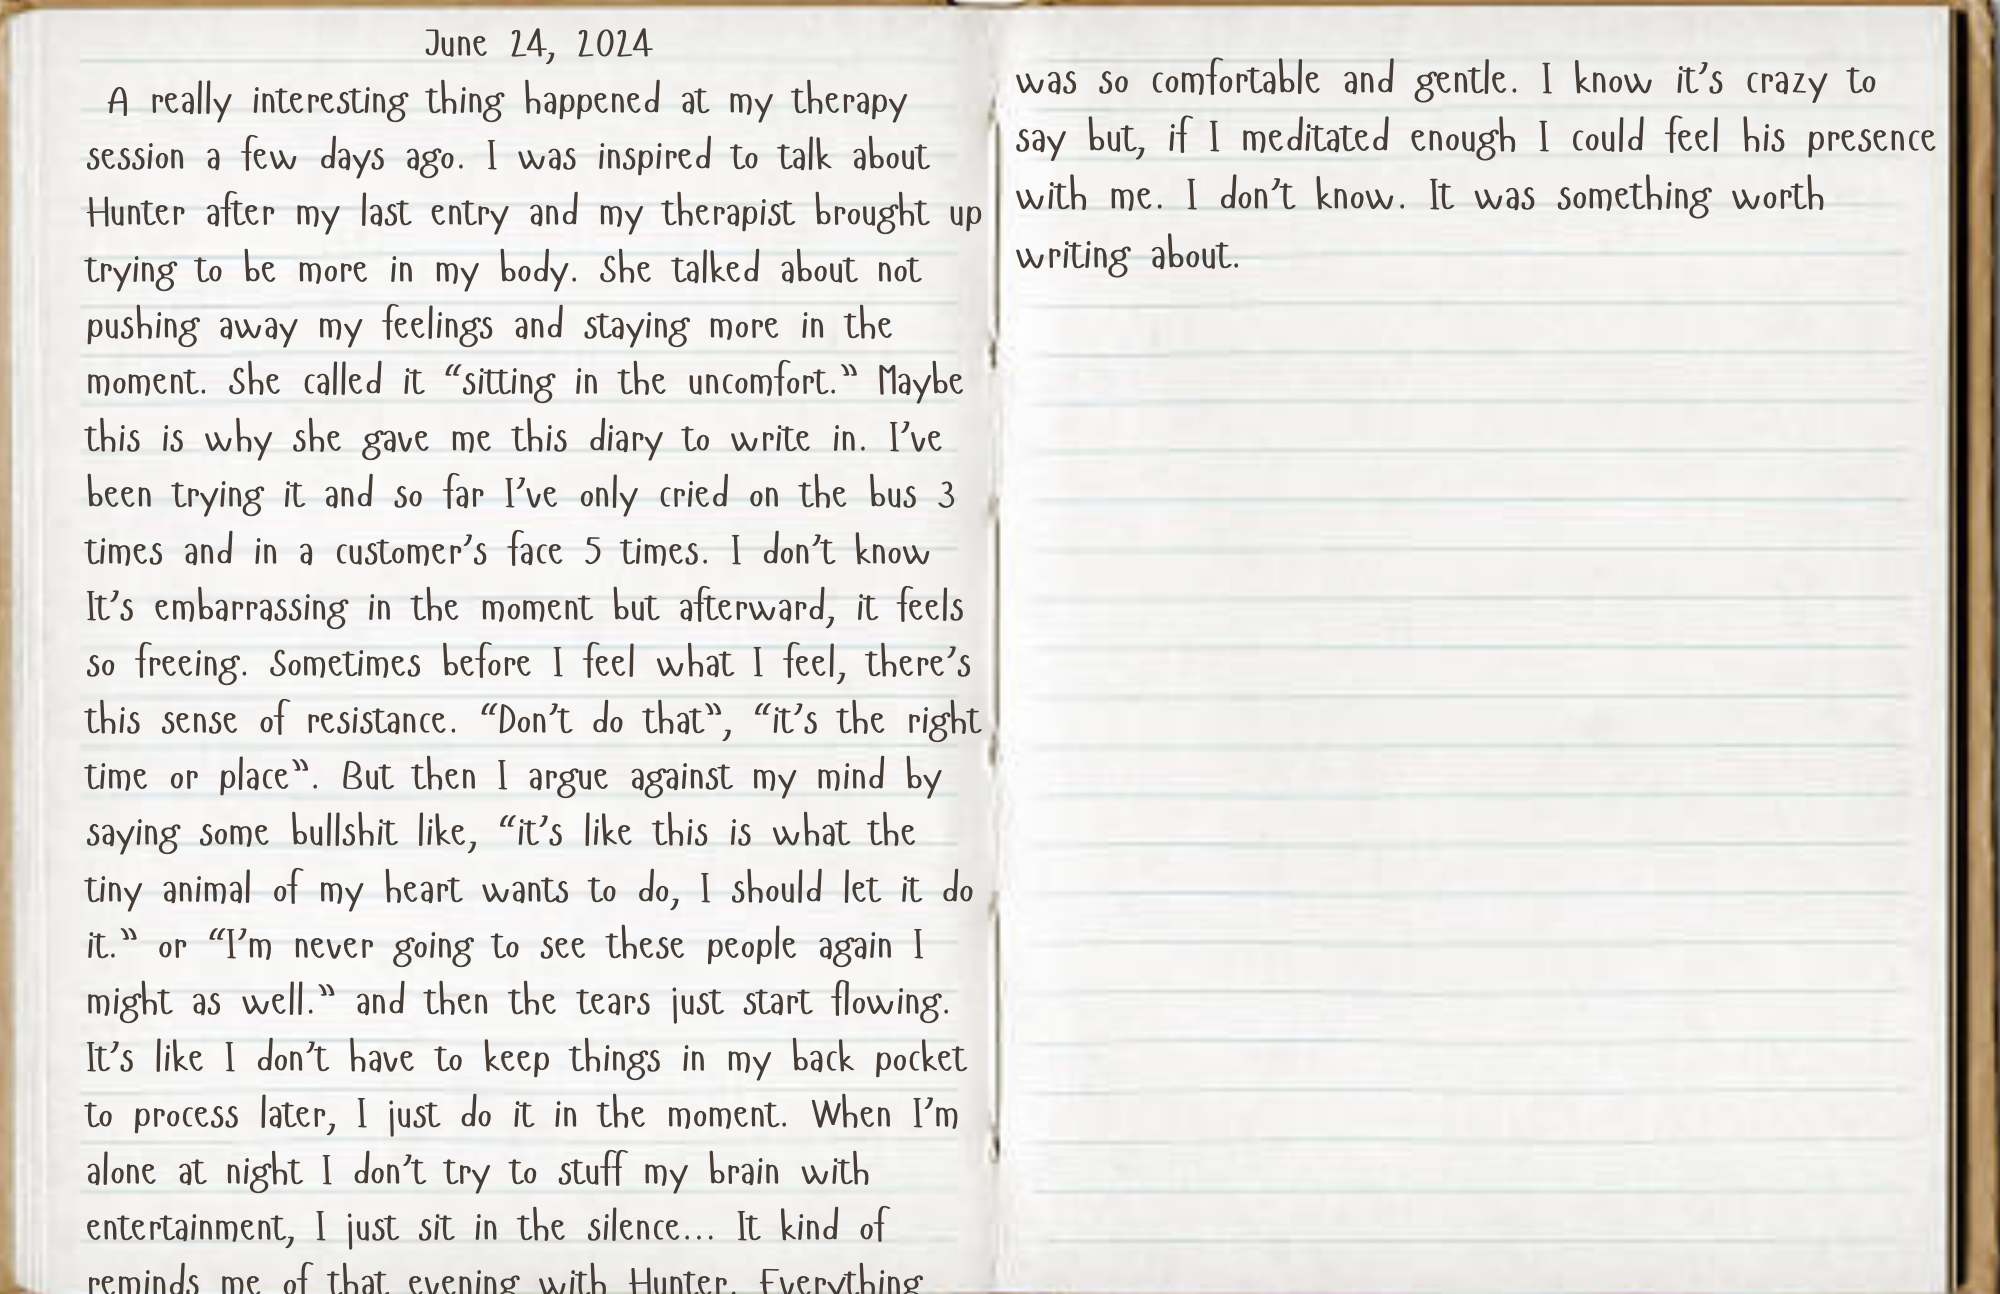 June 24, 2024
A really interesting thing happened at my therapy
session a few days ago. I was inspired to talk about
Hunter after my last entry and my therapist brought up
trying to be more in my body. She talked about not
pushing away my feelings and staying more in the
moment. She called it “sitting in the uncomfort.” Maybe
this is why she gave me this diary to write in. I’ve
been trying it and so far I’ve only cried on the bus 3
times and in a customer’s face 5 times. I don’t know
It’s embarrassing in the moment but afterward, it feels
so freeing. Sometimes before I feel what I feel, there’s
this sense of resistance. “Don’t do that”, “it’s the right
time or place”. But then I argue against my mind by
saying some bullshit like, “it’s like this is what the
tiny animal of my heart wants to do, I should let it do
it.” or “I’m never going to see these people again I
might as well.” and then the tears just start flowing.
It’s like I don’t have to keep things in my back pocket
to process later, I just do it in the moment. When I’m
alone at night I don’t try to stuff my brain with
entertainment, I just sit in the silence... It kind of
reminds me of that evening with Hunter. Everything
was so comfortable and gentle. I know it’s crazy to
say but, if I meditated enough I could feel his presence
with me. I don’t know. It was something worth
writing about.